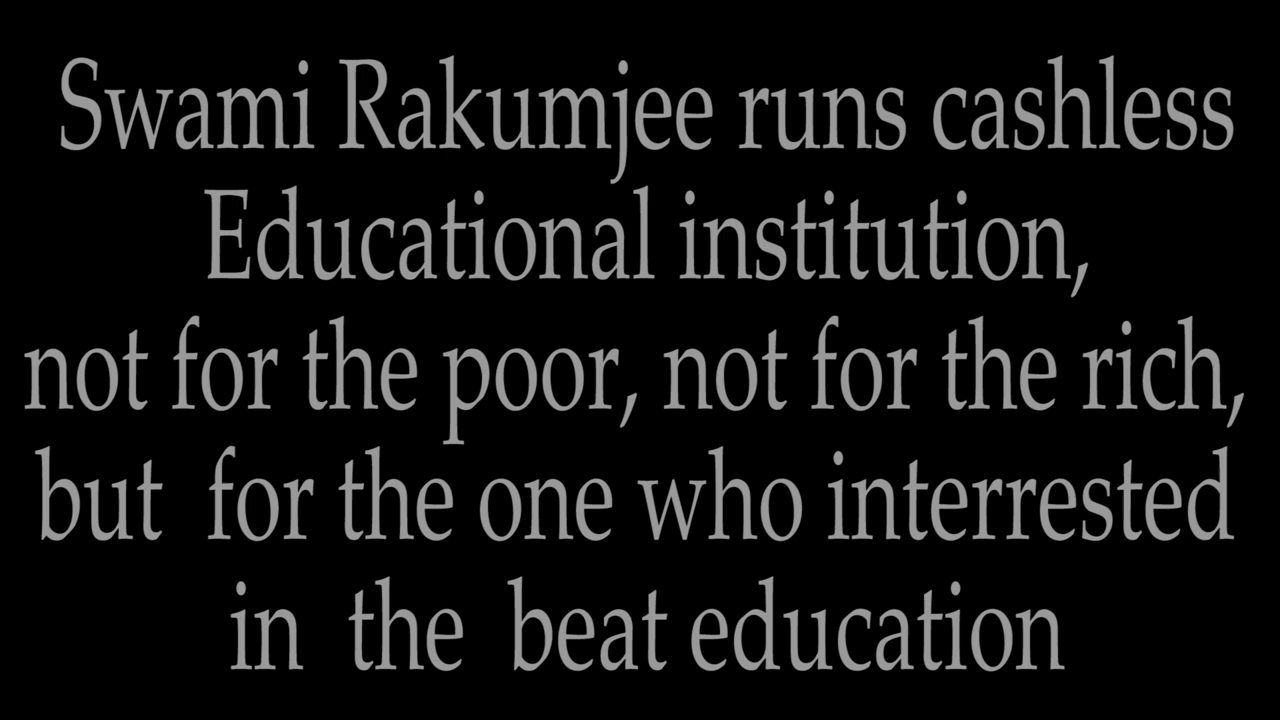 Swami Rakumjee runs cashless
Educational institution,
not for the poor, not for the rich,
but for the one who interrested
in the beat education